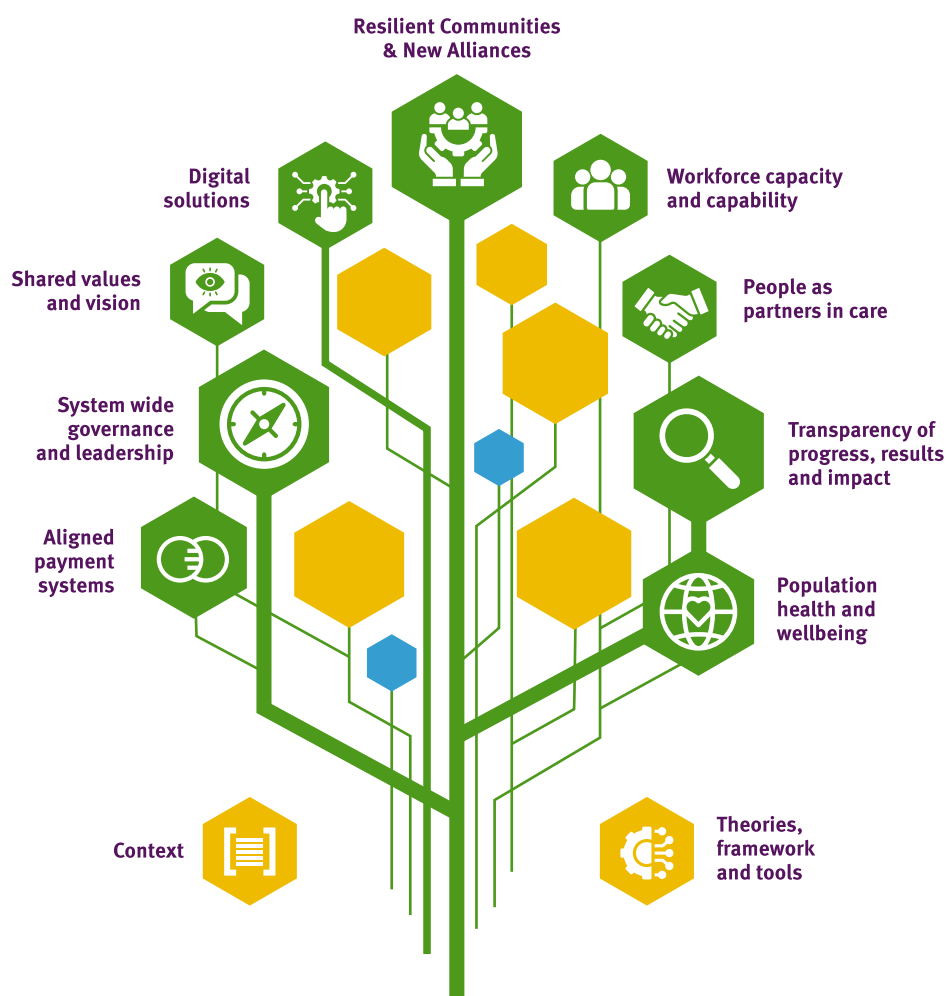 Resilient Communities
& New Alliances
Digital
solutions
Workforce capacity
and capability
Shared values
and vision
People as
partners in care
System wide
governance
and leadership
Transparency of
progress, results
and impact
Aligned
payment
systems
Population
health and
wellbeing
Context
Theories,
framework
and tools